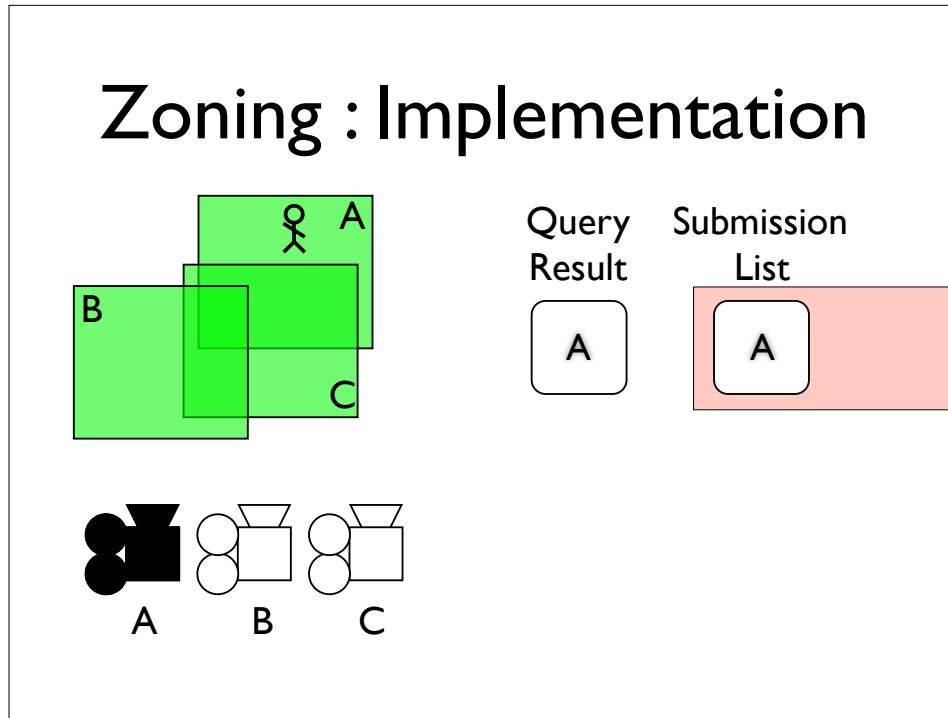 Zoning : Implementation
A
B
C
Query
Result
A
Submission
List
A
A
B
C